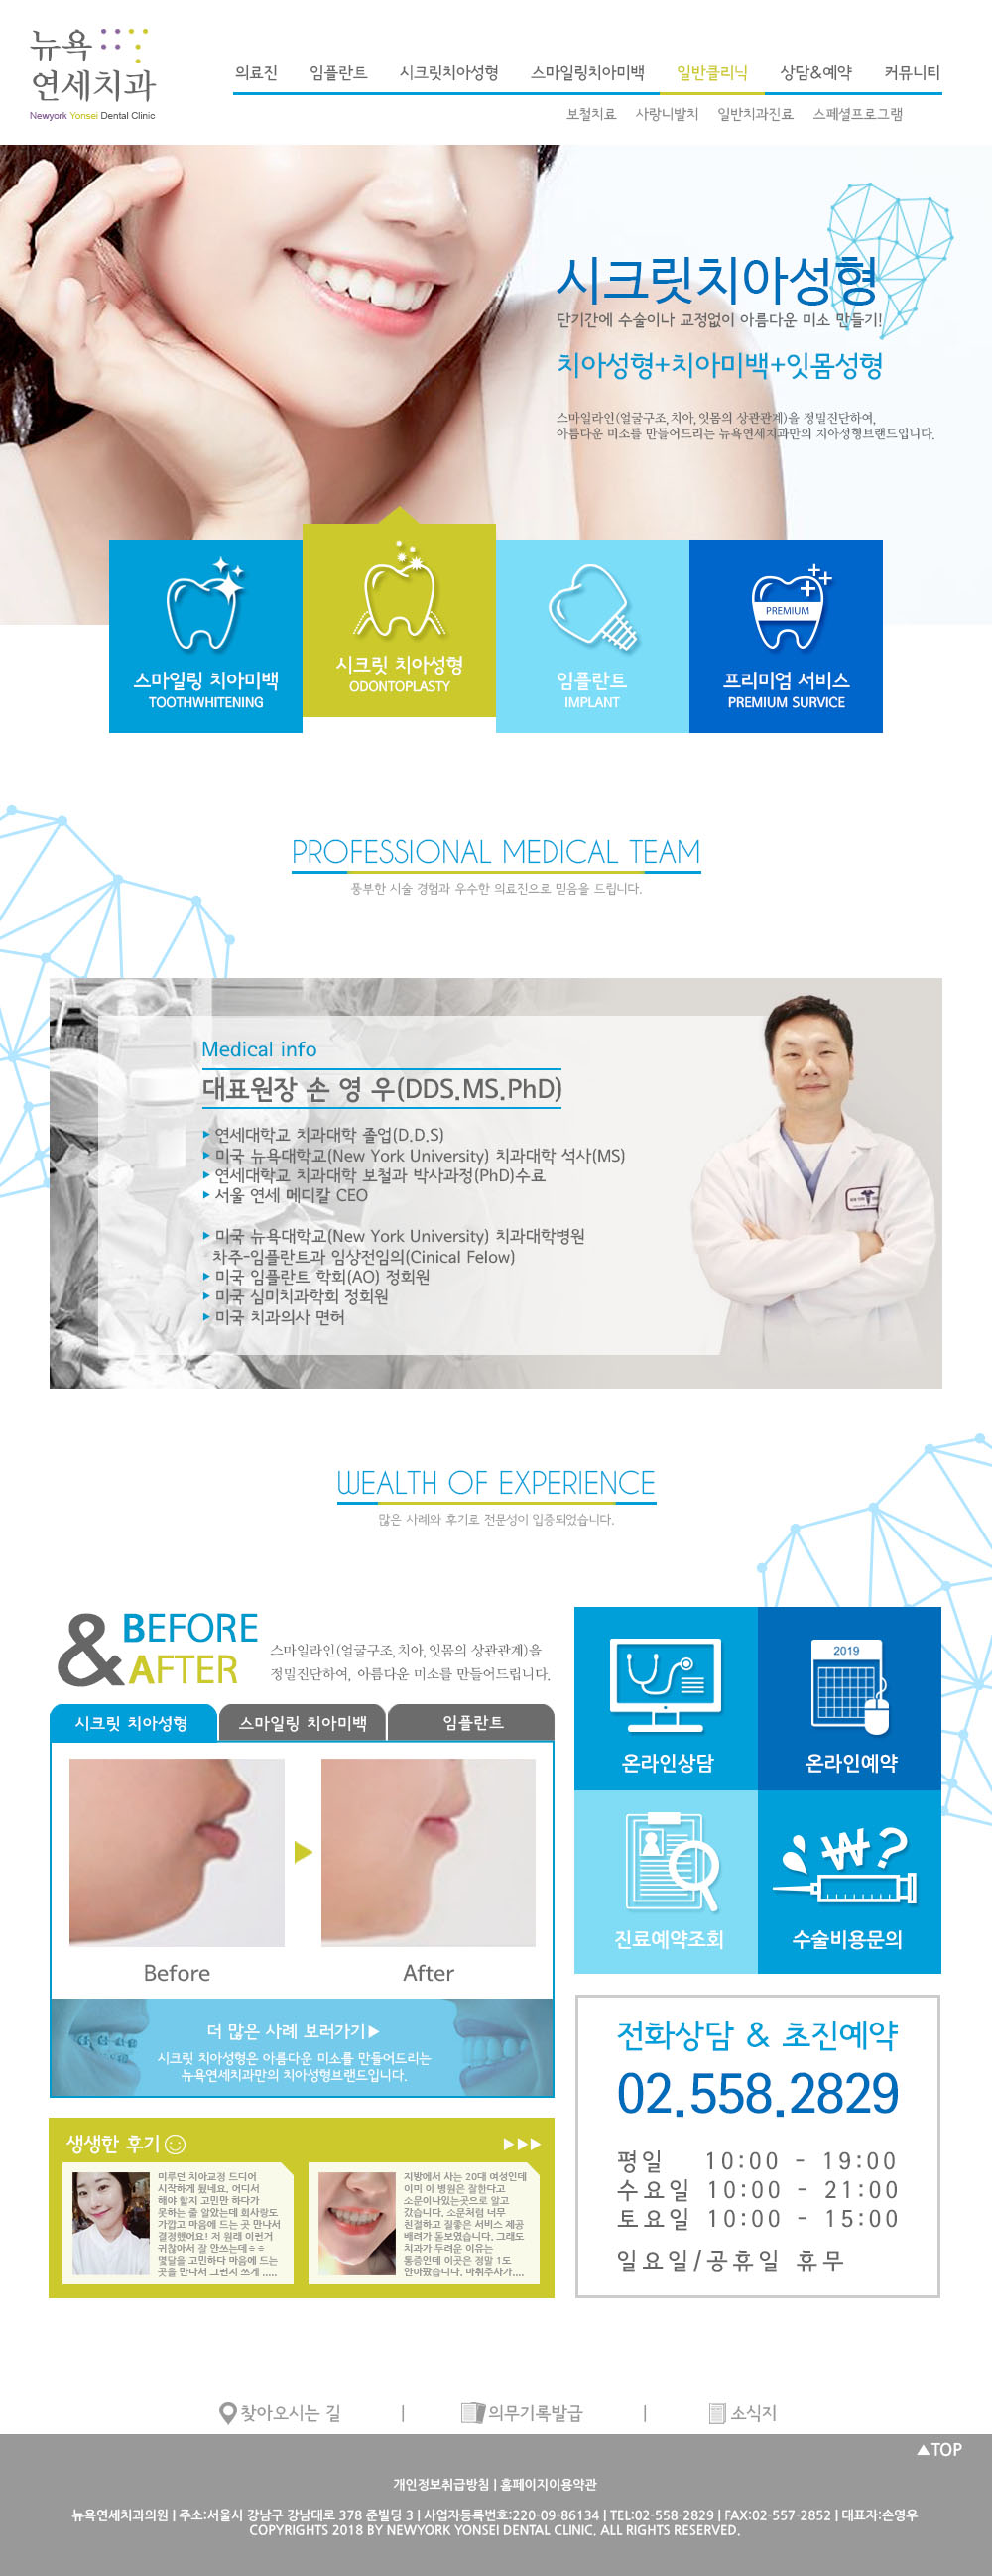 뉴욕
연세치과
Newyork Yonsei Dental Clinic
의료진 임플란트 시크릿치아성형 스마일링치아미백 일반클리닉 상담&예약 커뮤니티
보철치료 사랑니발치 일반치과진료 스페셜프로그램
시크릿치아성형
단기간에 수술이나 교정없이 아름다운 미소 만들기!
치아성형+치아미백+잇몸성형
스마일라인(얼굴구조, 치아, 잇몸의 상관관계)을 정밀진단하여,
아름다운 미소를 만들어드리는 뉴욕연세치과만의 치아성형브랜드입니다.
스마일링 치아미백
TOOTHWHITENING
시크릿 치아성형
ODONTOPLASTY
임플란트
IMPLANT
PREMIUM
프리미엄 서비스
PREMIUM SURVICE
PROFESSIONAL MEDICAL TEAM
풍부한 시술 경험과 우수한 의료진으로 믿음을 드립니다.
Medical info
대표원장 손 영 우(DDS.MS.PhD)
연세대학교 치과대학 졸업(D.D.S)
미국 뉴욕대학교(New York University) 치과대학 석사(MS)
연세대학교 치과대학 보철과 박사과정(PhD)수료
서울 연세 메디칼 CEO
미국 뉴욕대학교(New York University) 치과대학병원
차주-임플란트과 임상전임의(Cinical Felow)
미국 임플란트 학회(AO) 정회원
미국 심미치과학회 정회원
미국 치과의사 면허
WEALTH OF EXPERIENCE
많은 사례와 후기로 전문성이 입증되었습니다.
& BEFORE
AFTER
스마일라인(얼굴구조, 치아, 잇몸의 상관관계)을
정밀진단하여, 아름다운 미소를 만들어드립니다.
시크릿 치아성형 스마일링 치아미백 임플란트
Before After
더 많은 사례 보러가기▶
시크릿 치아성형은 아름다운 미소를 만들어드리는
뉴욕연세치과만의 치아성형브랜드입니다.
생생한 후기
▶▶▶
미루던 치아교정 드디어
시작하게 됐네요. 어디서
해야 할지 고민만 하다가
못하는 줄 알았는데 회사랑도
가깝고 마음에 드는 곳 만나서
결정했어요! 저 원래 이런거
귀찮아서 잘 안쓰는데ㅎㅎ
몇달을 고민하다 마음에 드는
곳을 만나서 그런지 쓰게 .....
지방에서 사는 20대 여성인데
이미 이 병원은 잘한다고
소문이나있는곳으로 알고
갔습니다. 소문처럼 너무
친절하고 질좋은 서비스 제공
배려가 돋보였습니다. 그래도
치과가 두려운 이유는
통증인데 이곳은 정말 1도
안아팠습니다. 마취주사가....
온라인상담
2019
온라인예약
진료예약조회
₩?
수술비용문의
전화상담 & 초진예약
02.558.2829
평일 10:00 - 19:00
수요일 10:00 - 21:00
토요일 10:00 - 15:00
일요일/공휴일 휴무
찾아오시는 길 | 의무기록발급 | 소식지
▲TOP
개인정보취급방침 | 홈페이지이용약관
뉴욕연세치과의원 | 주소:서울시 강남구 강남대로 378 준빌딩 3 | 사업자등록번호:220-09-86134 | TEL:02-558-2829 | FAX:02-557-2852 | 대표자:손영우
COPYRIGHTS 2018 BY NEWYORK YONSEI DENTAL CLINIC. ALL RIGHTS RESERVED.